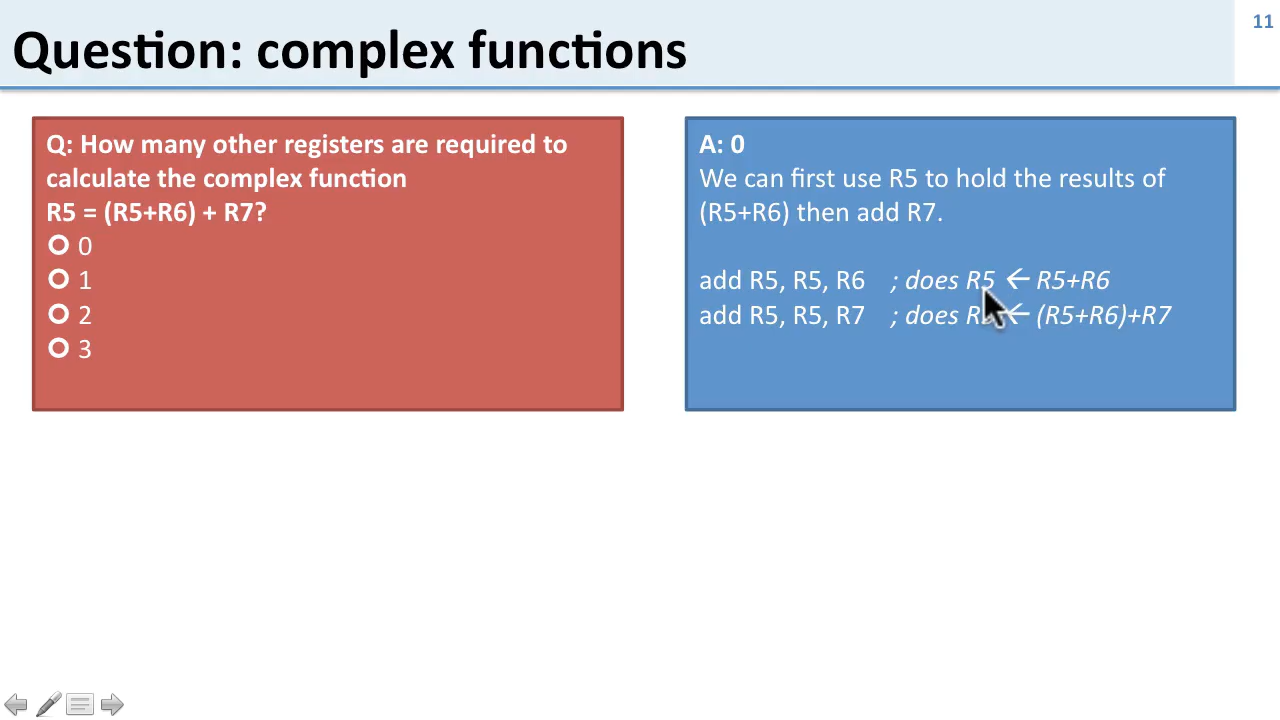 11
Question: complex functions
Q: How many other registers are required to
calculate the complex function
R5 = (R5+R6) + R7?
0
1
2
3
A: 0
We can first use R5 to hold the results of
(R5+R6) then add R7.
add R5, R5, R6 ; does R5 ← R5+R6
add R5, R5, R7 ; does R5 ← (R5+R6)+R7